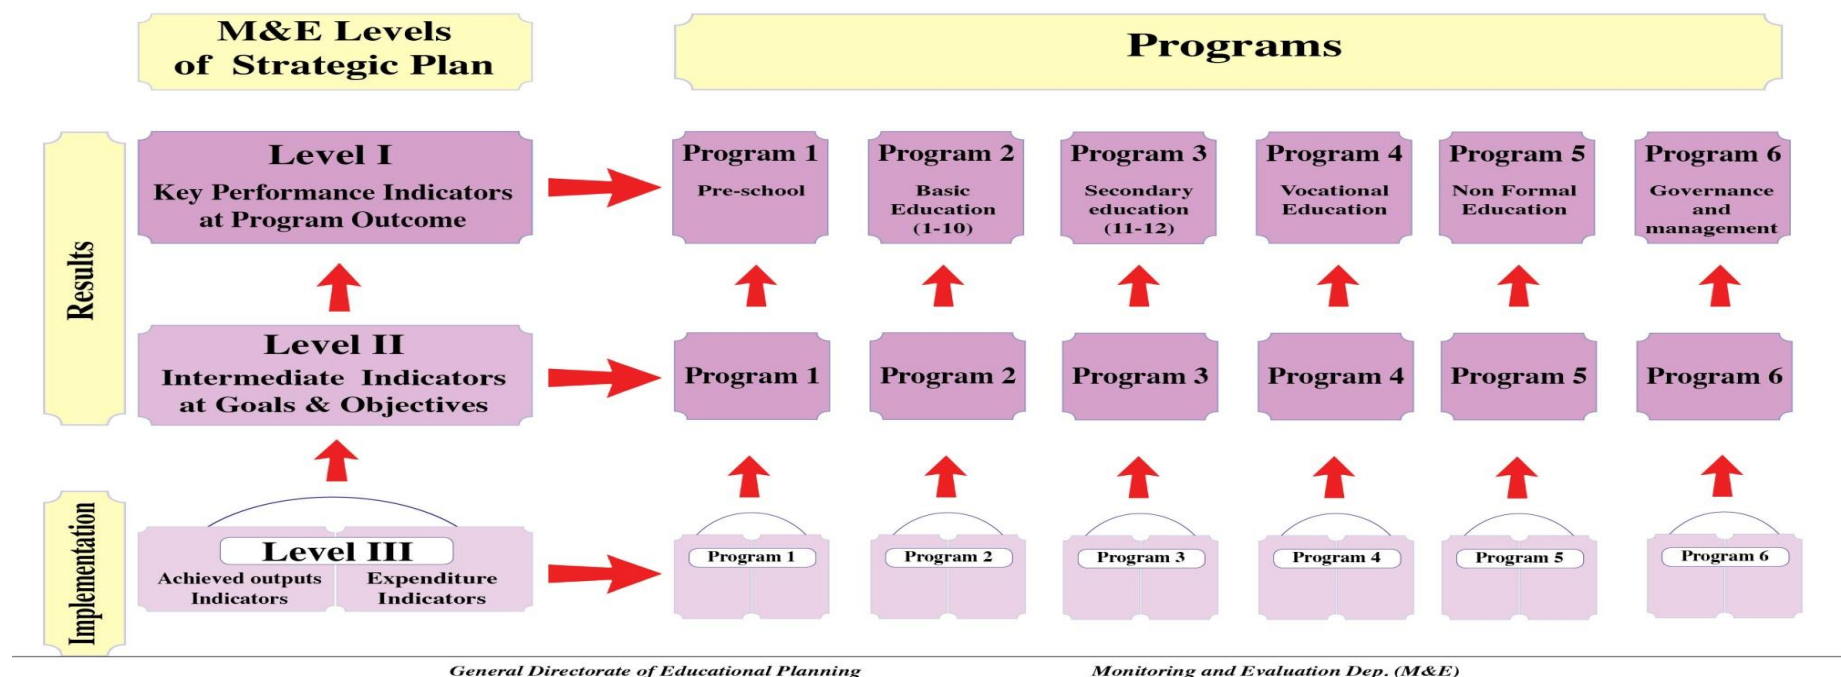 M&E Levels
of Strategic Plan
Programs
Results
Level I
Key Performance Indicators
at Program Outcome
Program 1
Pre-school
Program 2
Basic
Education
(1-10)
Program 3
Secondary
education
(11-12)
Program 4
Vocational
Education
Program 5
Non Formal
Education
Program 6
Governance
and
management
Level II
Intermediate Indicators
at Goals & Objectives
Program 1
Program 2
Program 3
Program 4
Program 5
Program 6
Implementation
Level III
Achieved outputs
Indicators
Expenditure
Indicators
Program 1
Program 2
Program 3
Program 4
Program 5
Program 6
General Directorate of Educational Planning
Monitoring and Evaluation Dep. (M&E)